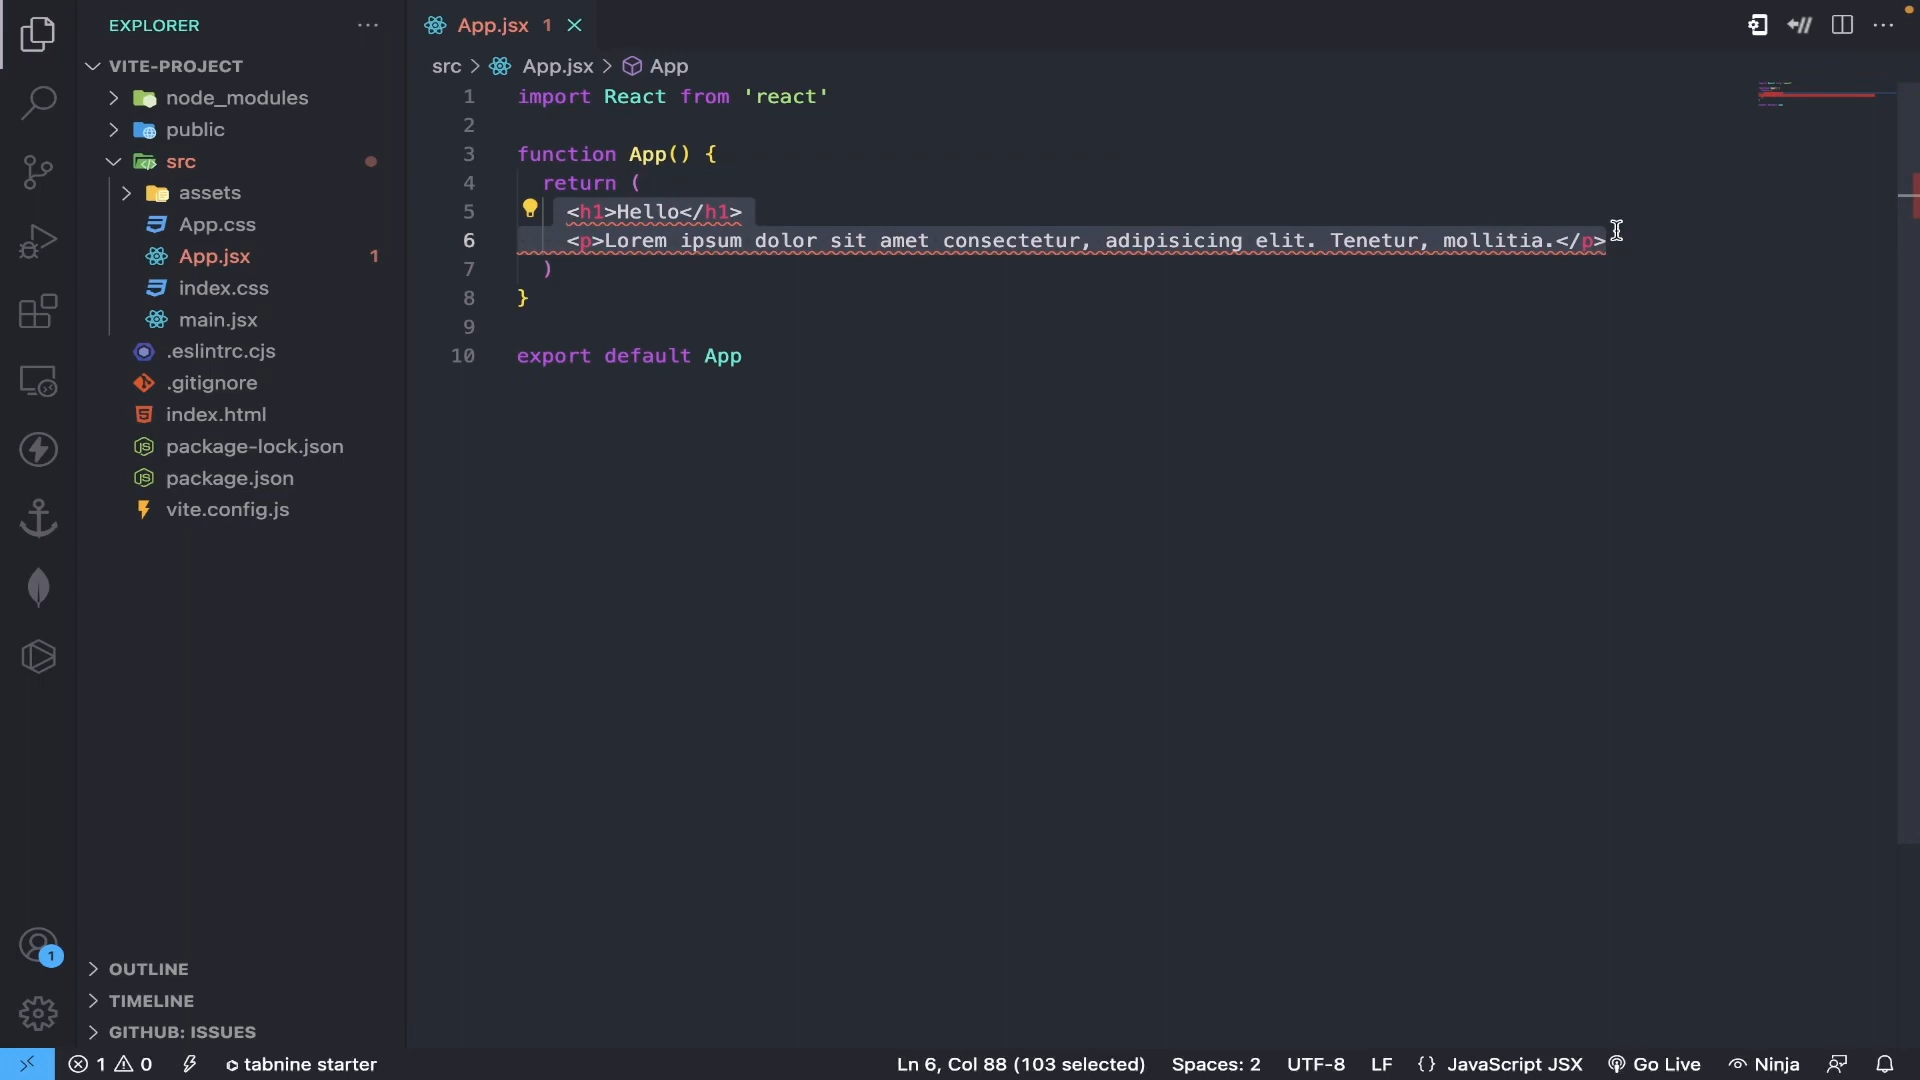 EXPLORER
VITE-PROJECT
node_modules
public
src
assets
App.css
App.jsx 1
index.css
main.jsx
.eslintrc.cjs
.gitignore
index.html
package-lock.json
package.json
vite.config.js
OUTLINE
TIMELINE
GITHUB: ISSUES
App.jsx 1
src > App.jsx > App
1 import React from 'react'
2
3 function App() {
4 return (
5 <h1>Hello</h1>
6 <p>Lorem ipsum dolor sit amet consectetur, adipisicing elit. Tenetur, mollitia.</p>
7 )
8 }
9
10 export default App
1
1 0 tabnine starter Ln 6, Col 88 (103 selected) Spaces: 2 UTF-8 LF {} JavaScript JSX Go Live Ninja